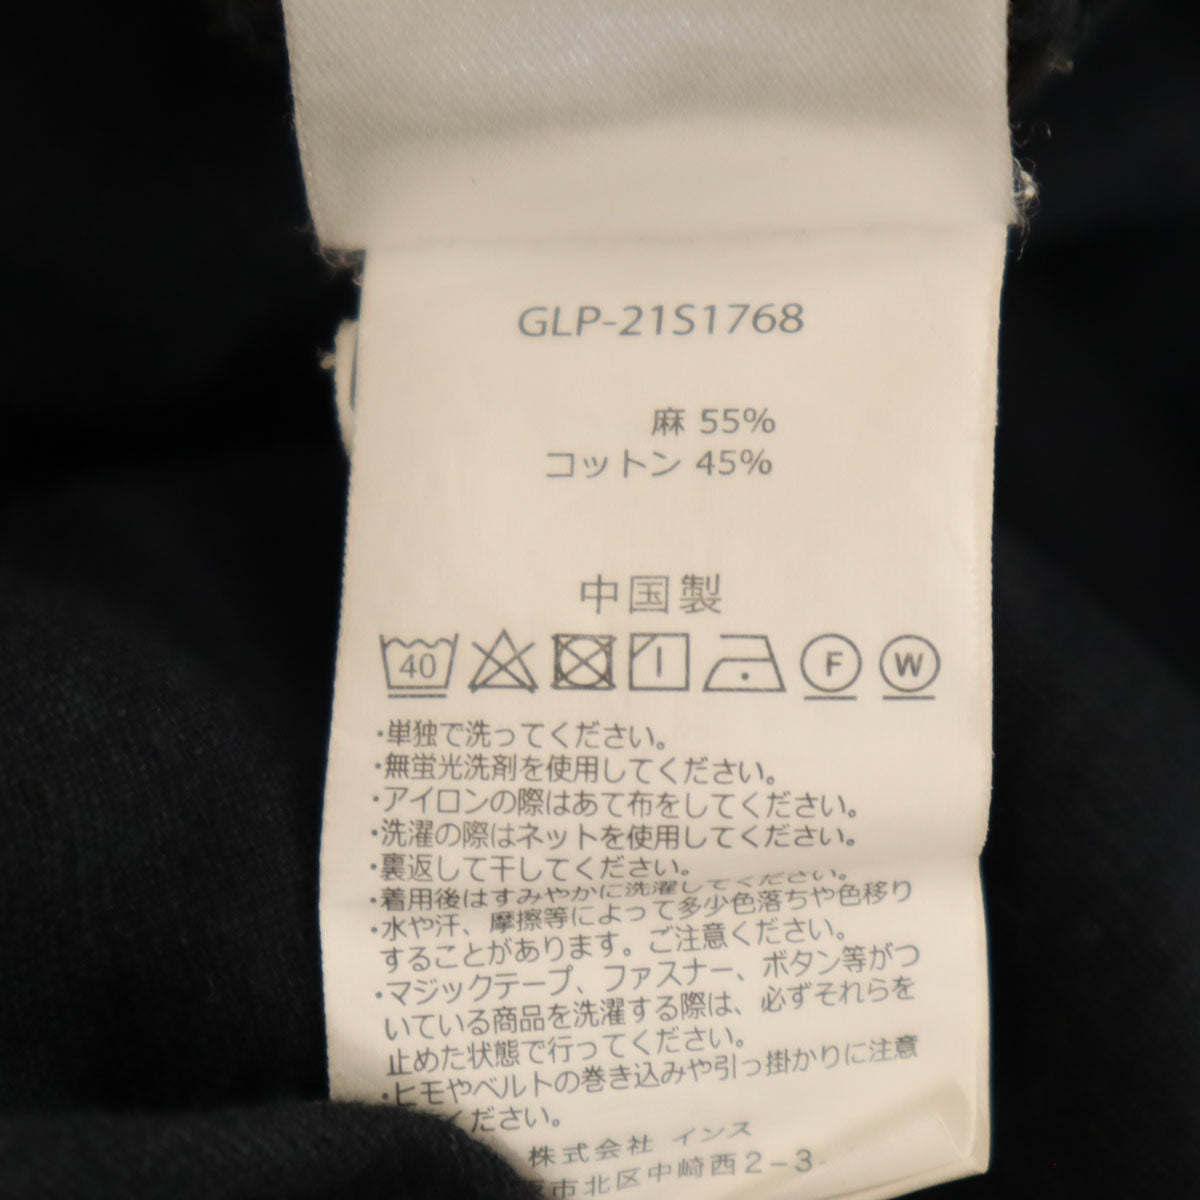 GLP-21S1768
麻 55%
コットン 45%
中国製
40 F W
・単独で洗ってください。
・無蛍光洗剤を使用してください。
・アイロンの際はあて布をしてください。
・洗濯の際はネットを使用してください。
・裏返して干してください。
・着用後はすみやかに洗濯してください。
・水や汗、摩擦等によって多少色落ちや色移り
することがあります。ご注意ください。
・マジックテープ、ファスナー、ボタン等がつ
いている商品を洗濯する際は、必ずそれらを
止めた状態で行ってください。
・ヒモやベルトの巻き込みや引っ掛かりに注意
ください。
株式会社 インス
阪市北区中崎西2-3